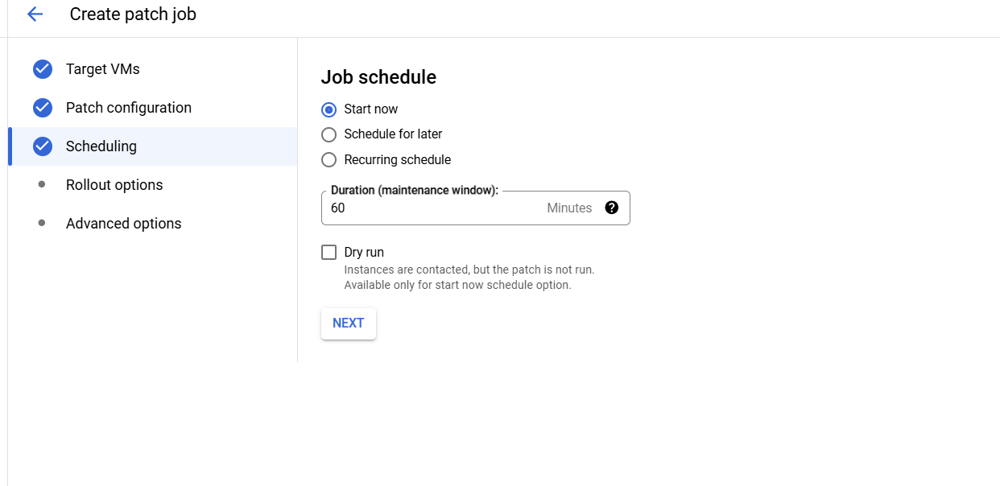 Create patch job
Target VMs
Patch configuration
Scheduling
Rollout options
Advanced options
Job schedule
Start now
Schedule for later
Recurring schedule
Duration (maintenance window):
60 Minutes ?
Dry run
Instances are contacted, but the patch is not run.
Available only for start now schedule option.
NEXT